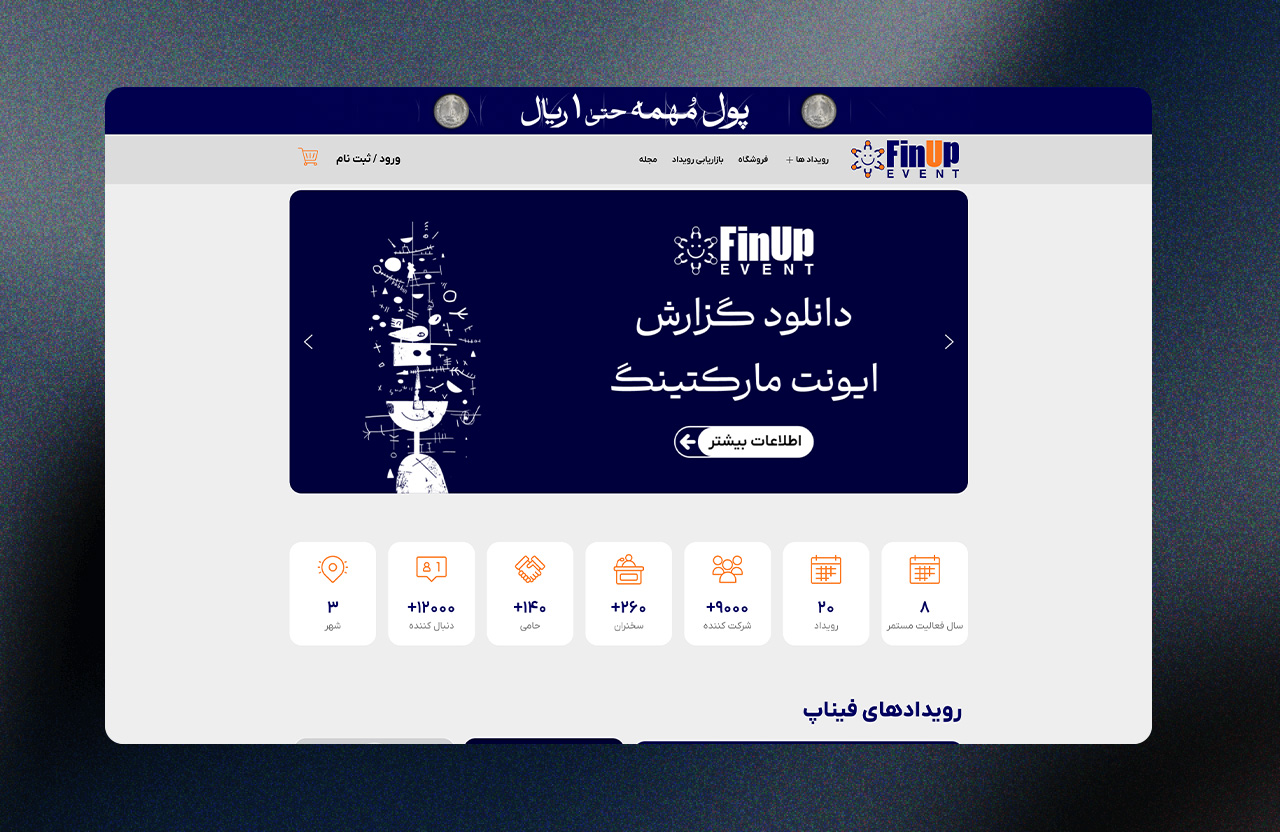 پول مُهمه حتیٰ ۱ ریال
FinUp
EVENT
رویداد ها +
فروشگاه
بازاریابی رویداد
مجله
ورود / ثبت نام
FinUp
EVENT
دانلود گزارش
ایونت مارکتینگ
اطلاعات بیشتر
۸
سال فعالیت مستمر
۲۰
رویداد
+۹۰۰۰
شرکت کننده
+۲۶۰
سخنران
+۱۴۰
حامی
+۱۲۰۰۰
دنبال کننده
۳
شهر
رویدادهای فیناپ